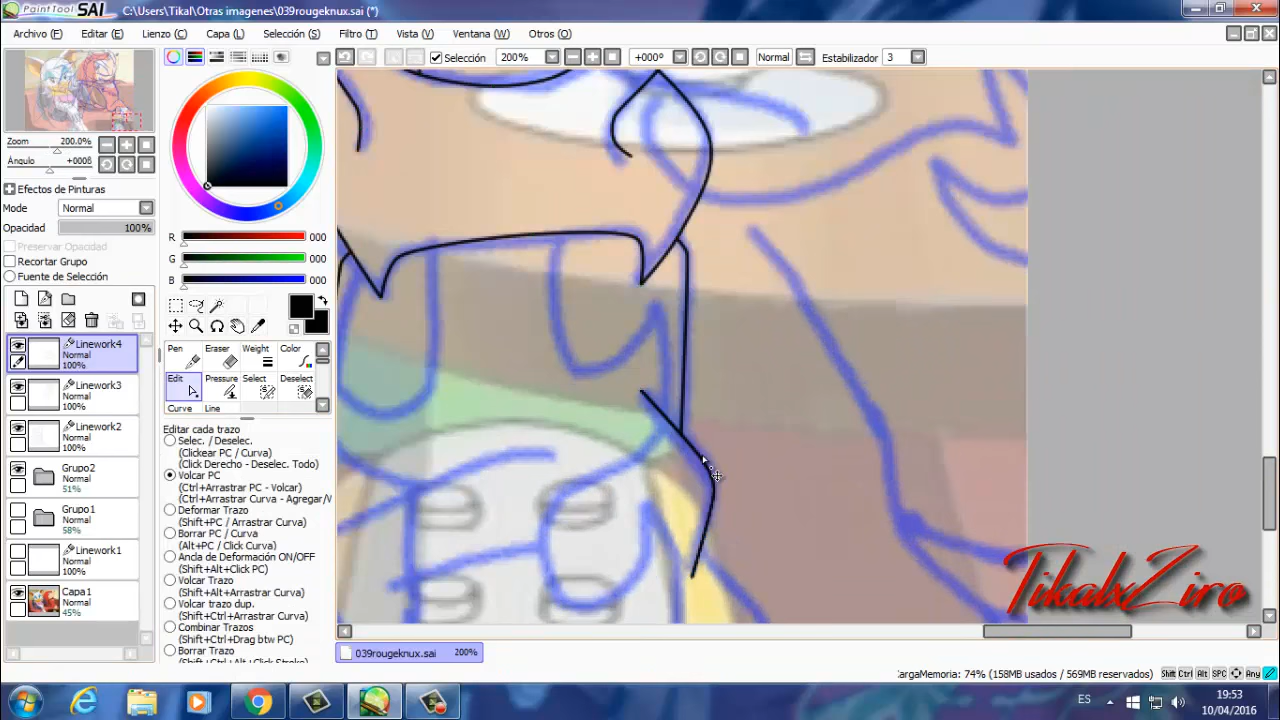 PaintTool SAI C:\Users\Tikal\Otras imagenes\039rougeknux.sai (*)
Archivo (F) Editar (E) Lienzo (C) Capa (L) Selección (S) Filtro (T) Vista (V) Ventana (W) Otros (O)
Selección 200% +000° Normal Estabilizador 3
Zoom 200.0%
Ángulo +000ß
Efectos de Pinturas
Modo Normal
Opacidad 100%
Preservar Opacidad
Recortar Grupo
Fuente de Selección
Linework4
Normal
100%
Linework3
Normal
100%
Linework2
Normal
100%
Grupo2
51%
Grupo1
58%
Linework1
Normal
100%
Capa1
Normal
45%
R 000
G 000
B 000
Pen Eraser Weight Color
Edit Pressure Select Deselect
Curve Line
Editar cada trazo
Selec. / Deselec.
(Clickear PC / Curva)
(Click Derecho - Deselec. Todo)
Volcar PC
(Ctrl+Arrastrar PC - Volcar)
(Ctrl+Arrastrar Curva - Agregar/V
Deformar Trazo
(Shift+PC / Arrastrar Curva)
Borrar PC / Curva
(Alt+PC / Click Curva)
Ancla de Deformación ON/OFF
(Shift+Alt+Click PC)
Volcar Trazo
(Shift+Alt+Arrastrar Curva)
Volcar trazo dup.
(Shift+Ctrl+Arrastrar Curva)
Combinar Trazos
(Shift+Ctrl+Drag btw PC)
Borrar Trazo
(Shift+Ctrl+Alt+Click Stroke)
TikalxZiro
039rougeknux.sai 200%
CargaMemoria: 74% (158MB usados / 569MB reservados) Shift Ctrl Alt SPC Any
ES 19:53
10/04/2016